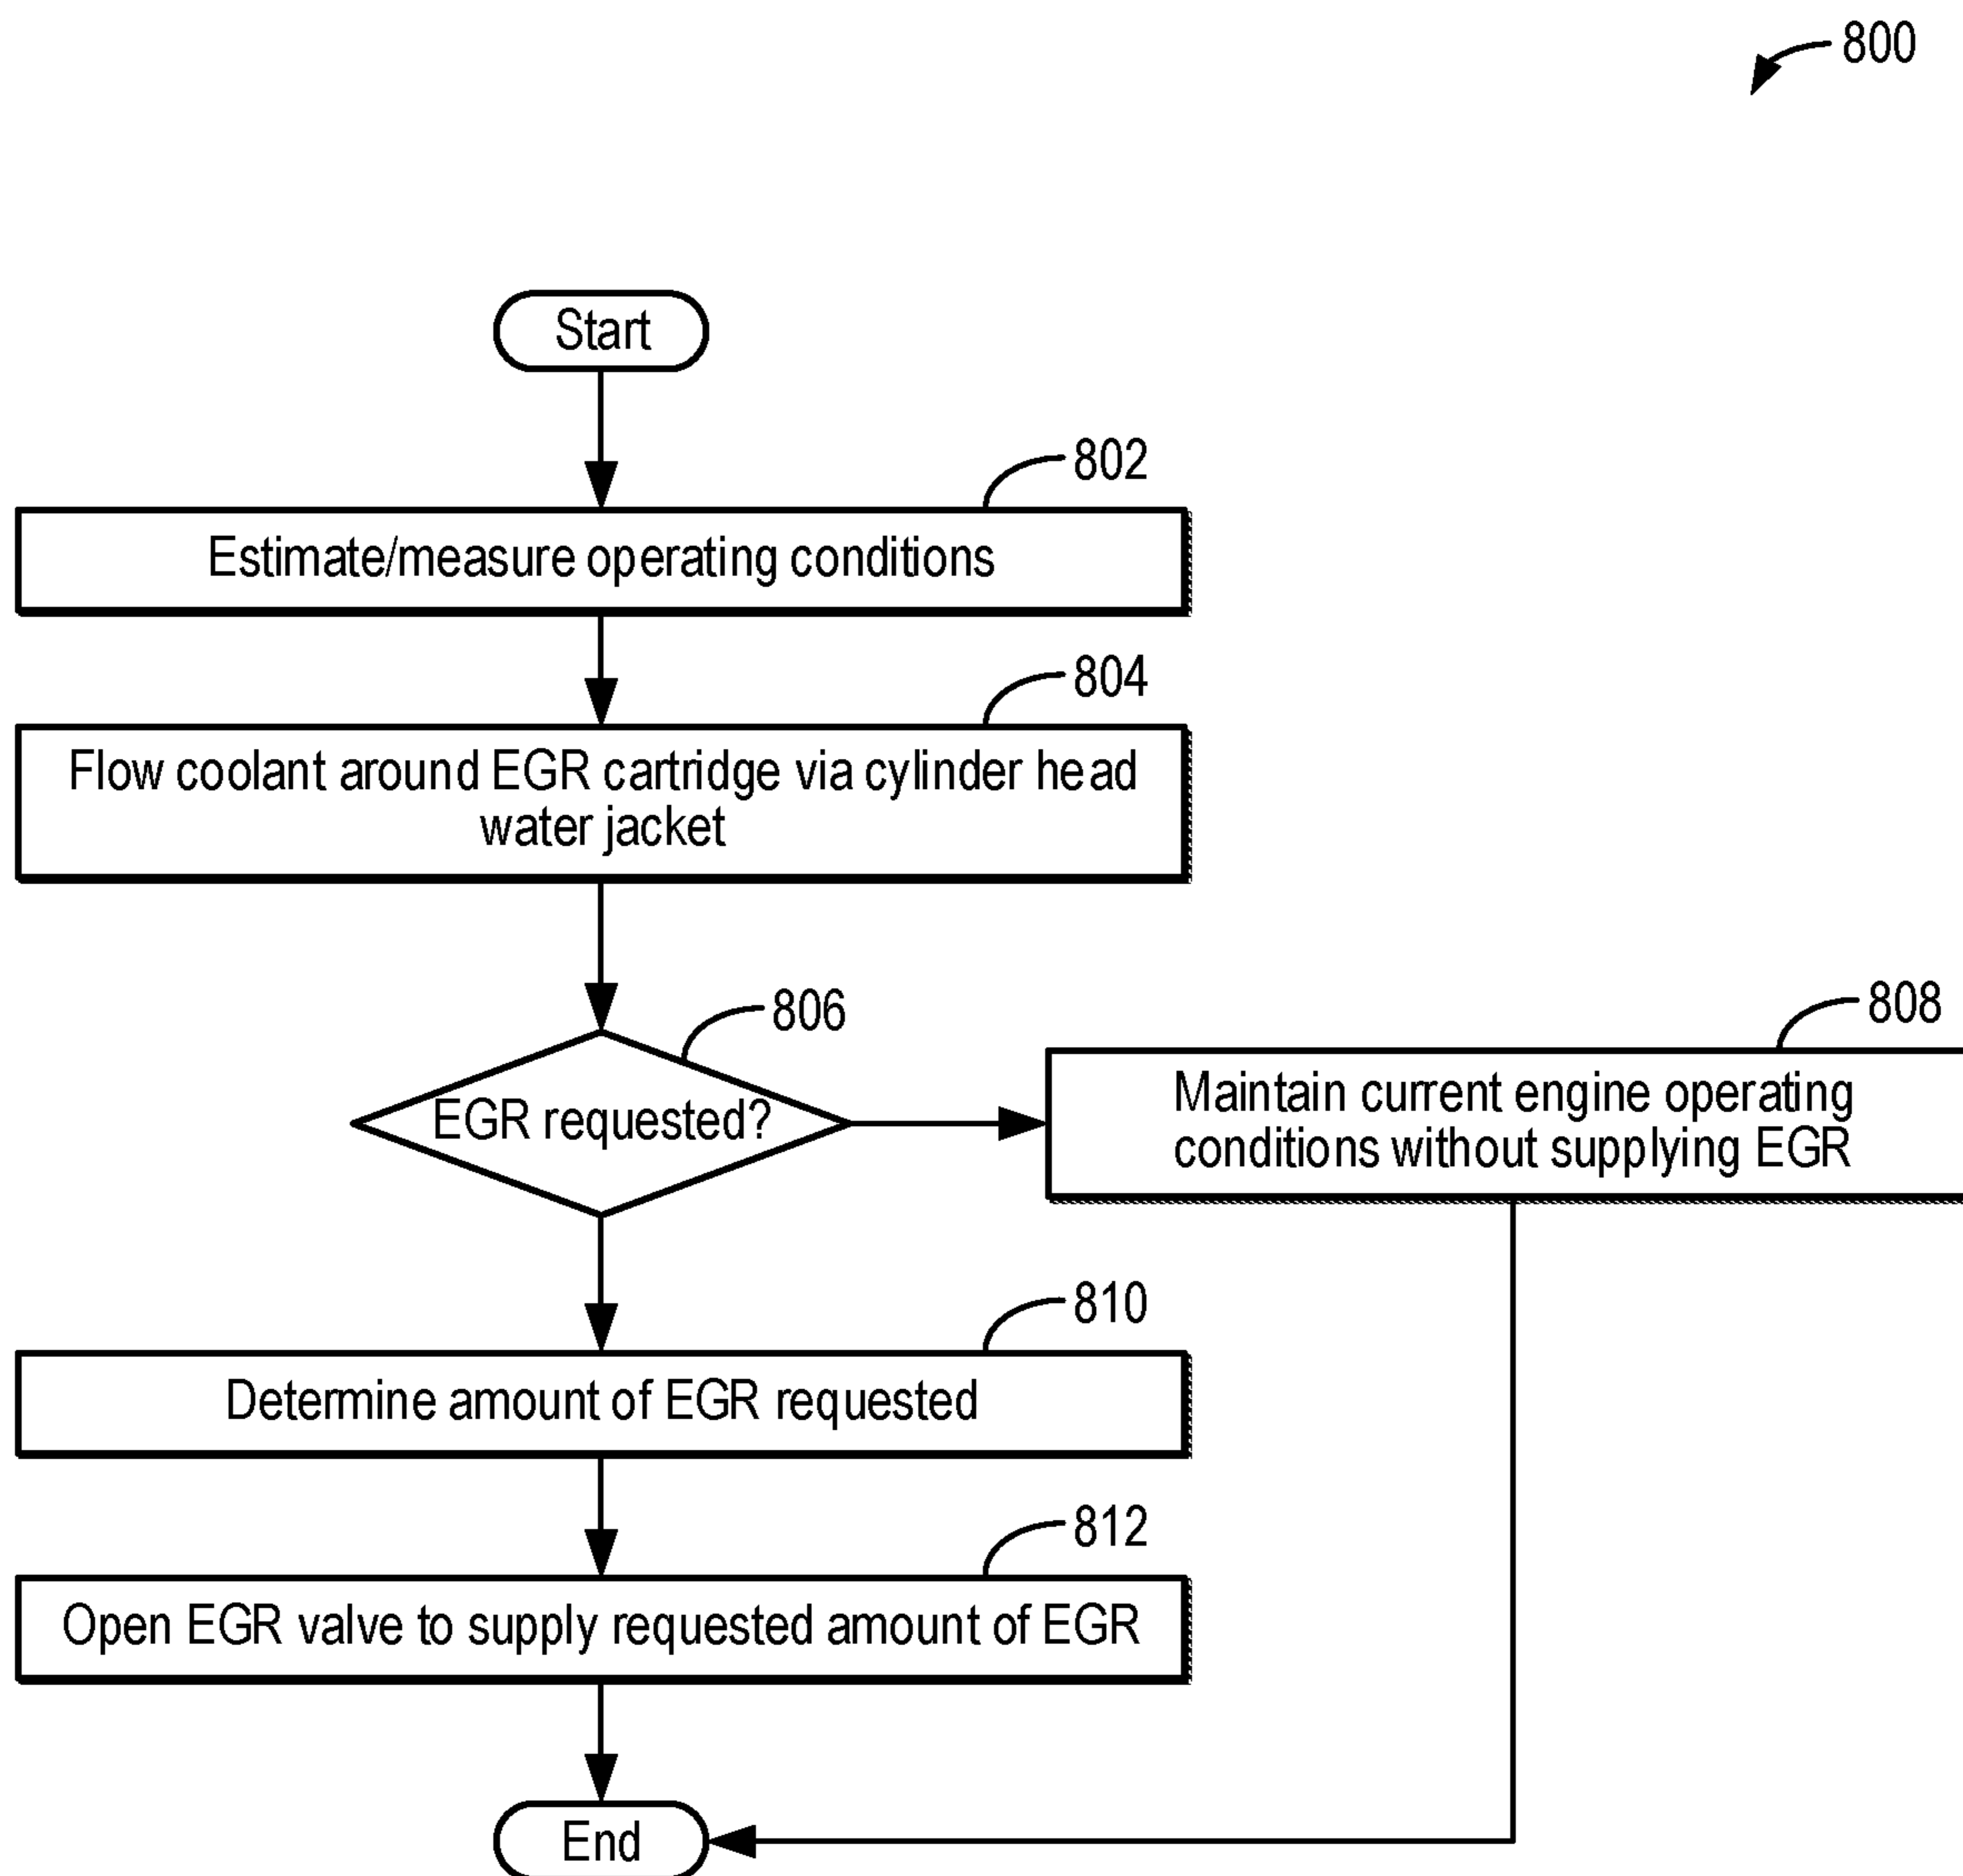 800
Start
802
Estimate/measure operating conditions
804
Flow coolant around EGR cartridge via cylinder head
water jacket
806
EGR requested?
808
Maintain current engine operating
conditions without supplying EGR
810
Determine amount of EGR requested
812
Open EGR valve to supply requested amount of EGR
End